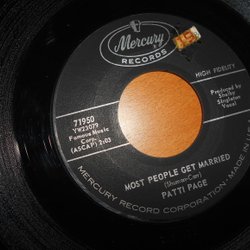 Mercury
RECORDS
HIGH FIDELITY
71950
YW23079
Famous Music
Corp.
(ASCAP) 2:03
Produced by
Shelby
Singleton
Vocal
MOST PEOPLE GET MARRIED
(Shuman-Carr)
PATTI PAGE
MERCURY RECORD CORPORATION • MADE IN